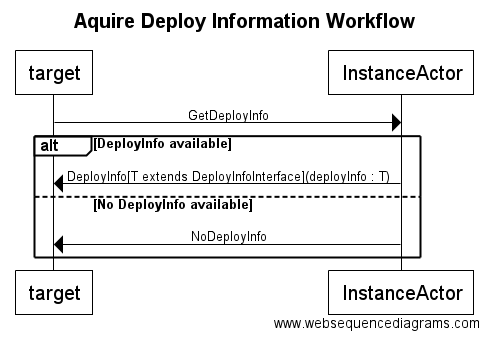 Aquire Deploy Information Workflow
target
InstanceActor
GetDeployInfo
alt
[DeployInfo available]
DeployInfo[T extends DeployInfoInterface](deployInfo : T)
[No DeployInfo available]
NoDeployInfo
target
InstanceActor
www.websequencediagrams.com